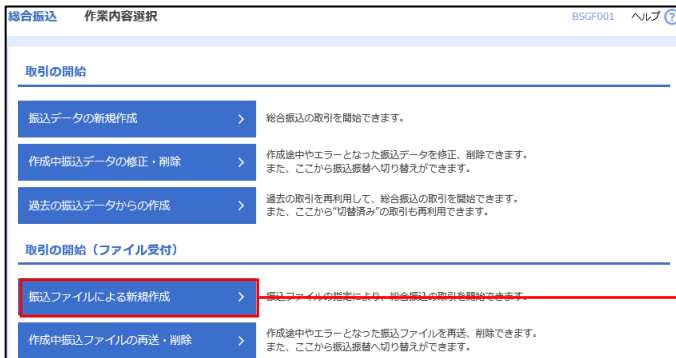 総合振込 作業内容選択 BSGF001 ヘルプ ?
取引の開始
振込データの新規作成 > 総合振込の取引を開始できます。
作成中振込データの修正・削除 > 作成途中やエラーとなった振込データを修正、削除できます。
また、ここから振込振替へ切り替えができます。
過去の振込データからの作成 > 過去の取引を再利用して、総合振込の取引を開始できます。
また、ここから"切替済み"の取引も再利用できます。
取引の開始（ファイル受付）
振込ファイルによる新規作成 > 振込ファイルの指定により、総合振込の取引を開始できます。
作成中振込ファイルの再送・削除 > 作成途中やエラーとなった振込ファイルを再送、削除できます。
また、ここから振込振替へ切り替えができます。